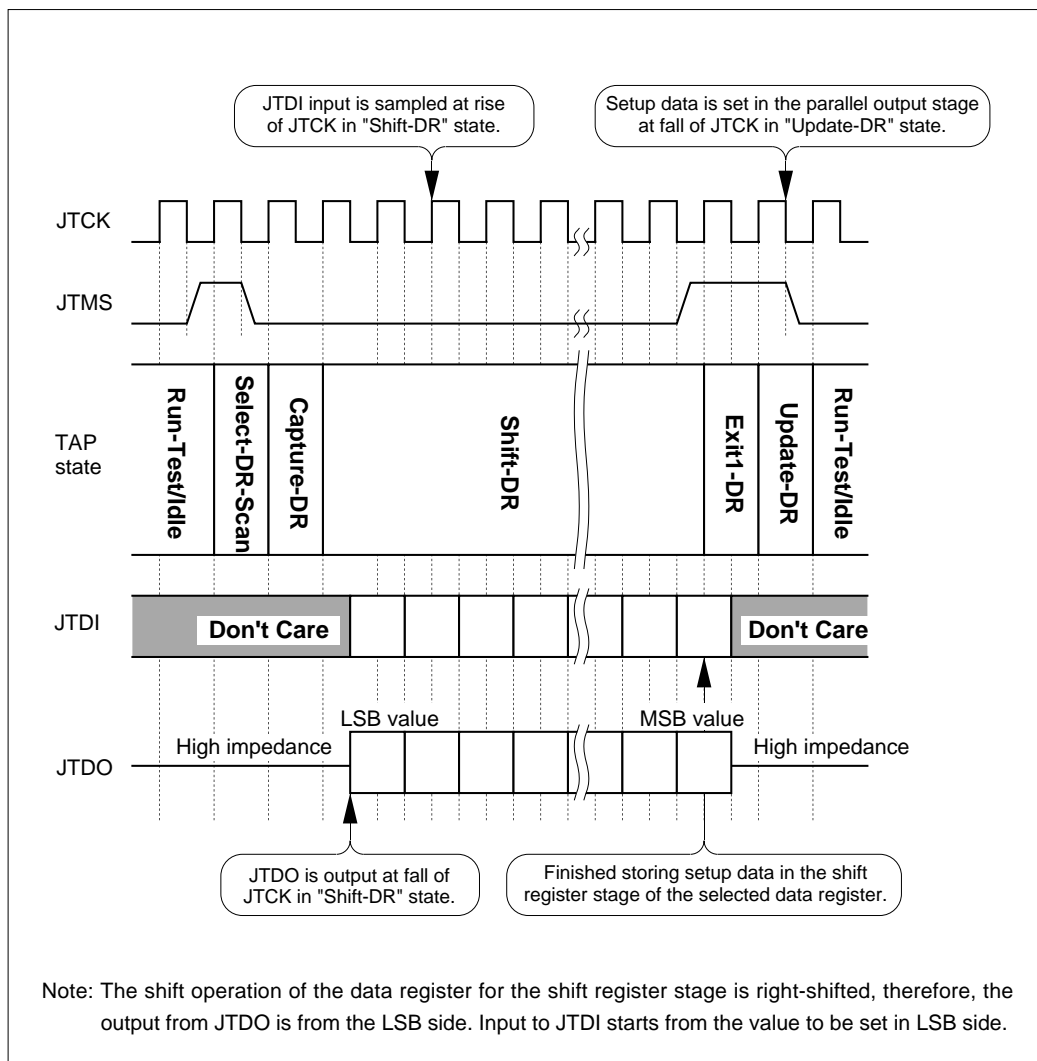 JTDI input is sampled at rise
of JTCK in "Shift-DR" state.
Setup data is set in the parallel output stage
at fall of JTCK in "Update-DR" state.
JTCK
JTMS
TAP
state
Run-Test/Idle
Select-DR-Scan
Capture-DR
Shift-DR
Exit1-DR
Update-DR
Run-Test/Idle
JTDI
Don't Care
Don't Care
LSB value
MSB value
High impedance
High impedance
JTDO
JTDO is output at fall of
JTCK in "Shift-DR" state.
Finished storing setup data in the shift
register stage of the selected data register.
Note: The shift operation of the data register for the shift register stage is right-shifted, therefore, the
output from JTDO is from the LSB side. Input to JTDI starts from the value to be set in LSB side.